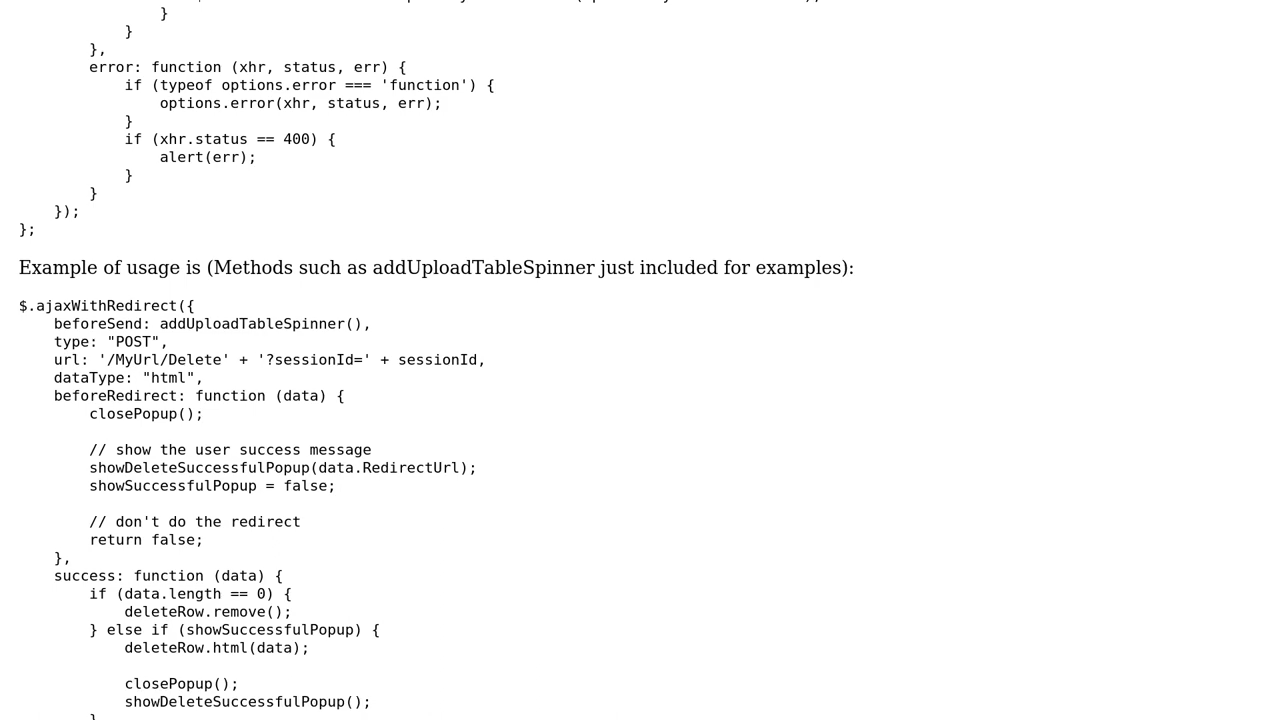 }
}
},
error: function (xhr, status, err) {
if (typeof options.error === 'function') {
options.error(xhr, status, err);
}
if (xhr.status == 400) {
alert(err);
}
}
});
};
Example of usage is (Methods such as addUploadTableSpinner just included for examples):
$.ajaxWithRedirect({
beforeSend: addUploadTableSpinner(),
type: "POST",
url: '/MyUrl/Delete' + '?sessionId=' + sessionId,
dataType: "html",
beforeRedirect: function (data) {
closePopup();
// show the user success message
showDeleteSuccessfulPopup(data.RedirectUrl);
showSuccessfulPopup = false;
// don't do the redirect
return false;
},
success: function (data) {
if (data.length == 0) {
deleteRow.remove();
} else if (showSuccessfulPopup) {
deleteRow.html(data);
closePopup();
showDeleteSuccessfulPopup();
}